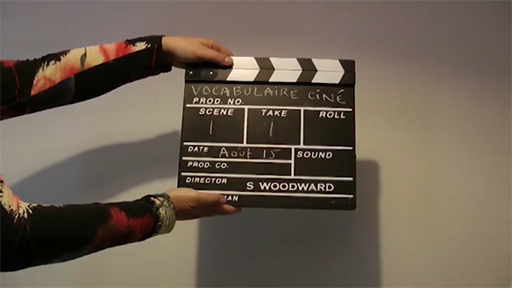 VOCABULAIRE CINÉ
PROD. NO.
SCENE TAKE ROLL
1 1
DATE Août 15 SOUND
PROD. CO.
DIRECTOR S WOODWARD